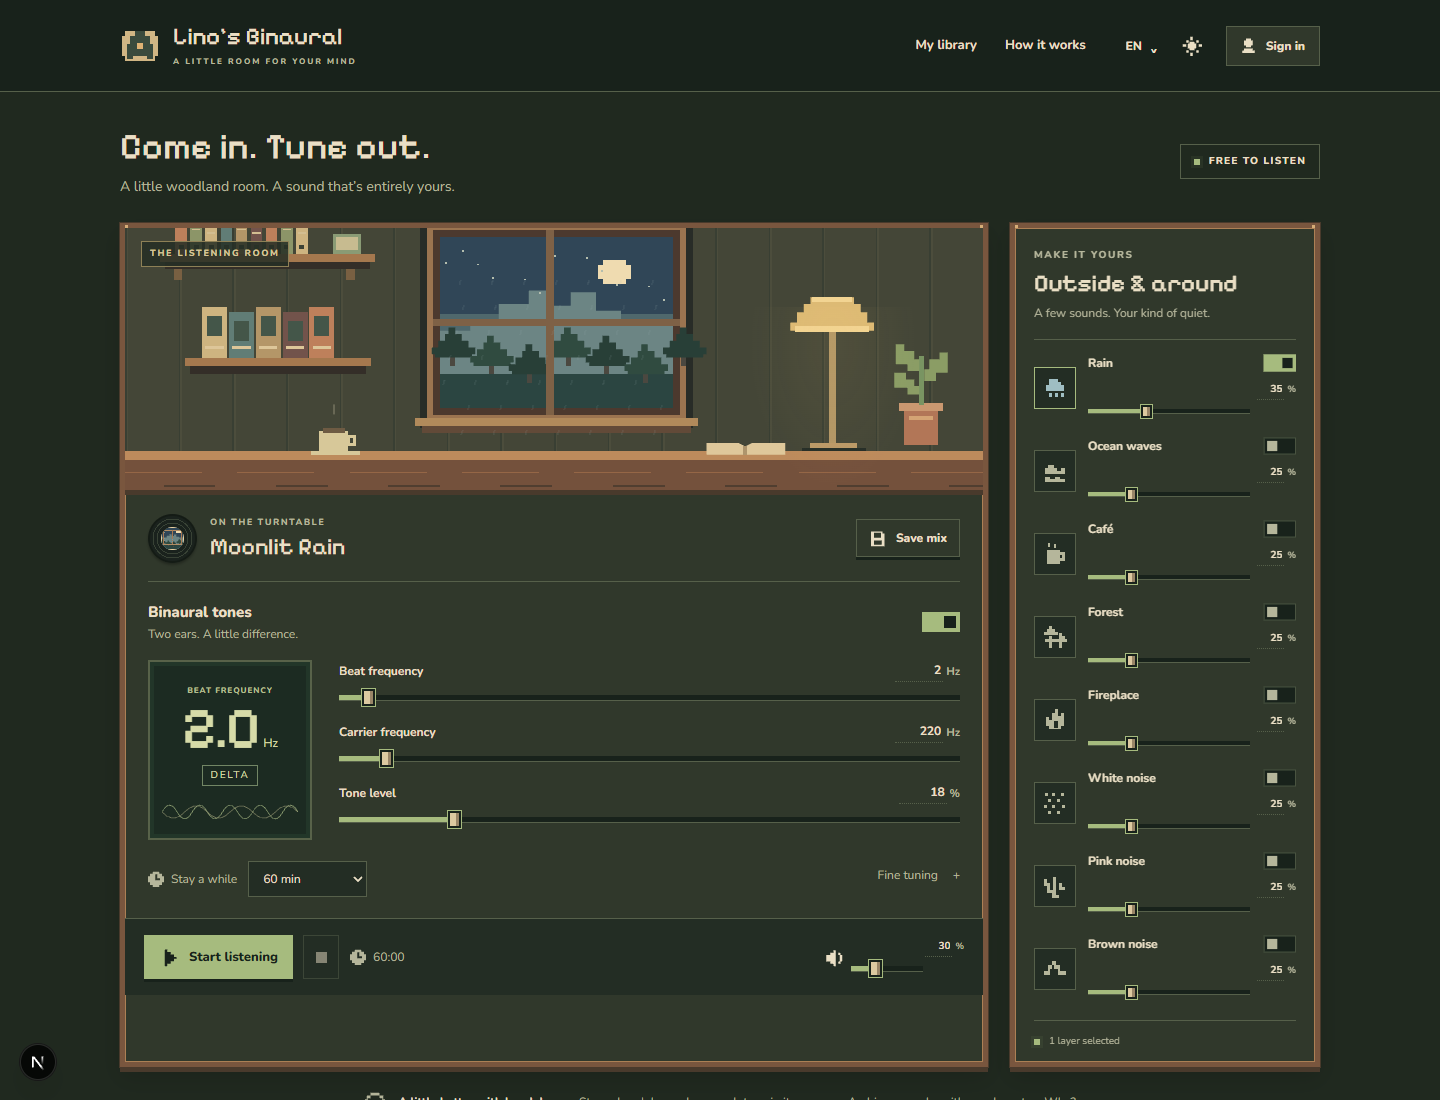 Lino's Binaural
A LITTLE ROOM FOR YOUR MIND
My library
How it works
EN
Sign in
Come in. Tune out.
A little woodland room. A sound that's entirely yours.
FREE TO LISTEN
THE LISTENING ROOM
ON THE TURNTABLE
Moonlit Rain
Save mix
Binaural tones
Two ears. A little difference.
BEAT FREQUENCY
2.0 Hz
DELTA
Beat frequency
2 Hz
Carrier frequency
220 Hz
Tone level
18 %
Stay a while
60 min
Fine tuning +
Start listening
60:00
30 %
MAKE IT YOURS
Outside & around
A few sounds. Your kind of quiet.
Rain
35 %
Ocean waves
25 %
Café
25 %
Forest
25 %
Fireplace
25 %
White noise
25 %
Pink noise
25 %
Brown noise
25 %
1 layer selected
N